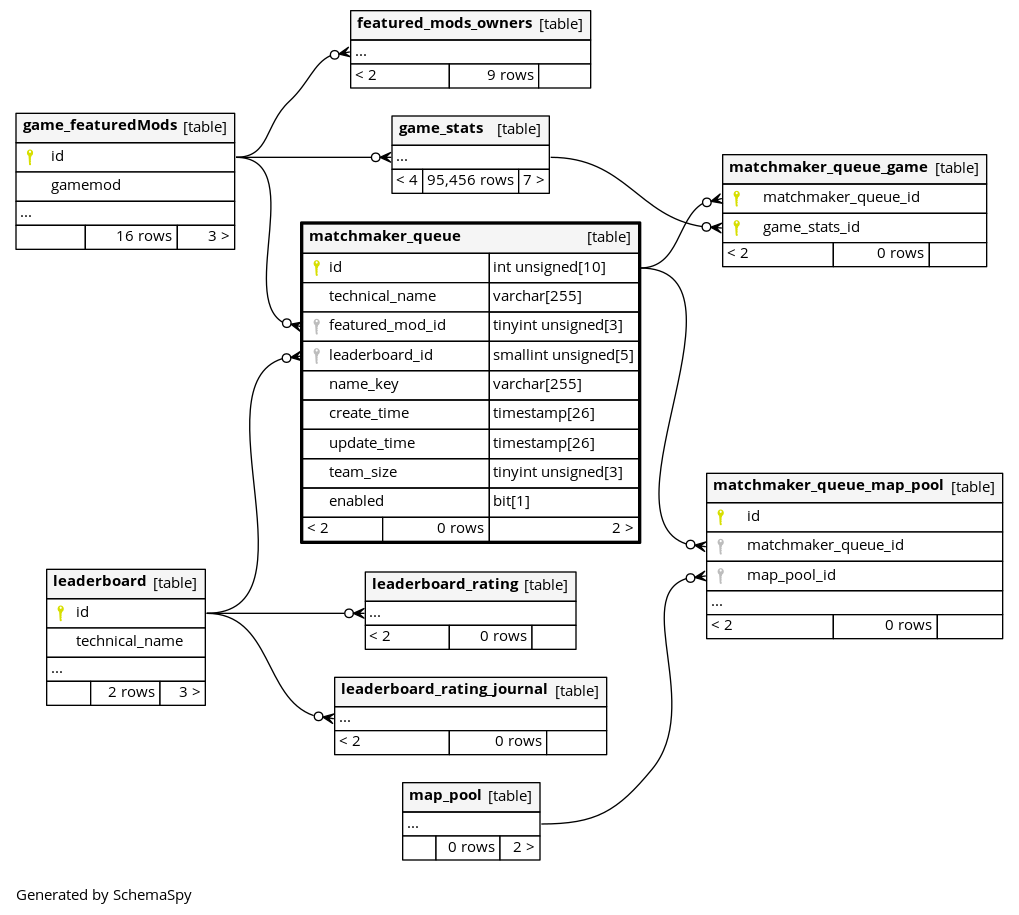 featured_mods_owners [table]
...
< 2 9 rows
game_featuredMods [table]
id
gamemod
...
16 rows 3 >
game_stats [table]
...
< 4 95,456 rows 7 >
matchmaker_queue_game [table]
matchmaker_queue_id
game_stats_id
< 2 0 rows
matchmaker_queue [table]
id int unsigned[10]
technical_name varchar[255]
featured_mod_id tinyint unsigned[3]
leaderboard_id smallint unsigned[5]
name_key varchar[255]
create_time timestamp[26]
update_time timestamp[26]
team_size tinyint unsigned[3]
enabled bit[1]
< 2 0 rows 2 >
matchmaker_queue_map_pool [table]
id
matchmaker_queue_id
map_pool_id
...
< 2 0 rows
leaderboard [table]
id
technical_name
...
2 rows 3 >
leaderboard_rating [table]
...
< 2 0 rows
leaderboard_rating_journal [table]
...
< 2 0 rows
map_pool [table]
...
0 rows 2 >
Generated by SchemaSpy